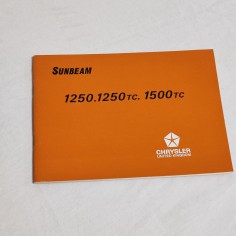 SUNBEAM
1250.1250TC. 1500TC
CHRYSLER
UNITED KINGDOM